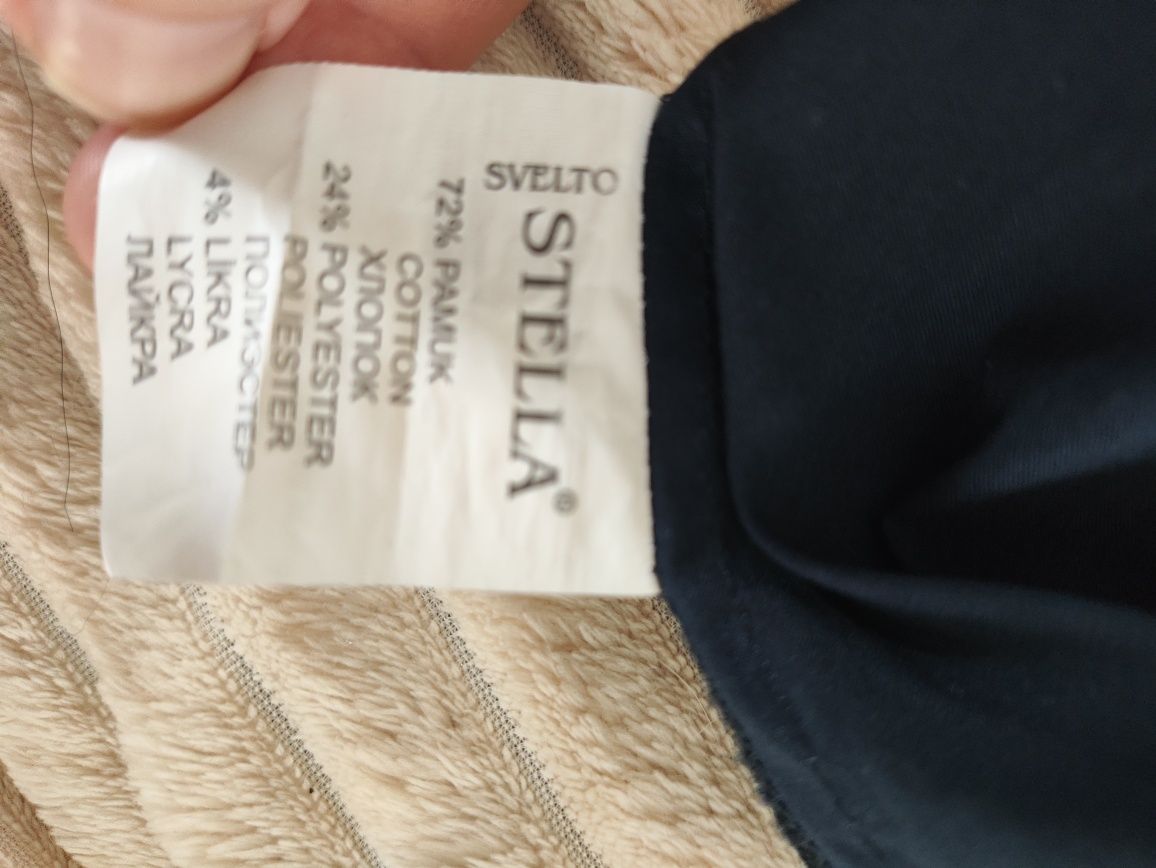 SVELTO
STELLA®
72% PAMUK
COTTON
ХЛОПОК
24% POLYESTER
POLIESTER
ПОЛИЭСТЕР
4% LİKRA
LYCRA
ЛАЙКРА